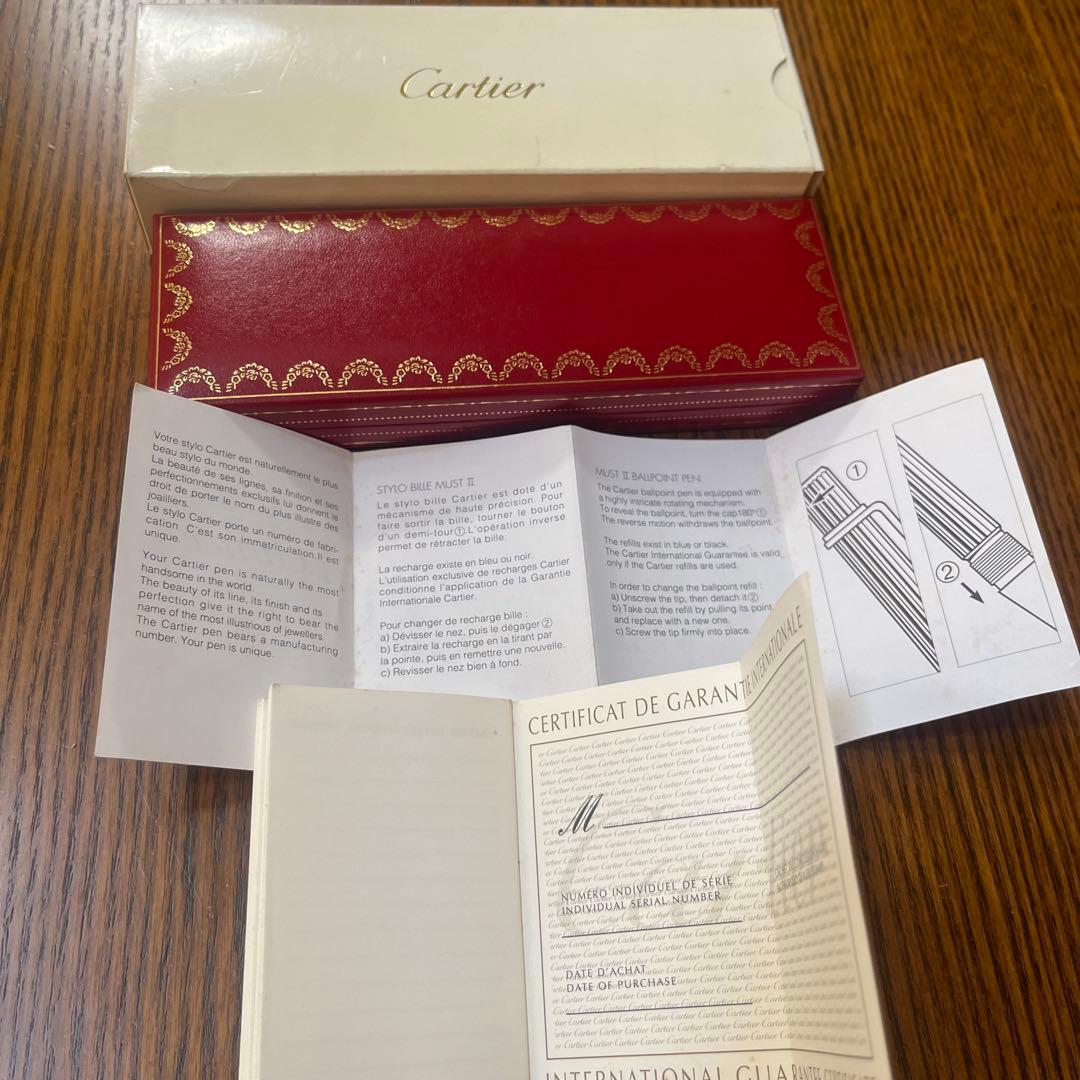 Cartier
Votre stylo Cartier est naturellement le plus
beau stylo du monde.
La beauté de ses lignes, sa finition et ses
perfectionnements exclusifs lui donnent le
droit de porter le nom du plus illustre des
joailliers.
Le stylo Cartier porte un numéro de fabri-
cation. C'est son immatriculation. Il est
unique.
Your Cartier pen is naturally the most
handsome in the world.
The beauty of its line, its finish and its
perfection give it the right to bear the
name of the most illustrious of jewellers.
The Cartier pen bears a manufacturing
number. Your pen is unique.
STYLO BILLE MUST II
Le stylo bille Cartier est doté d'un
mécanisme de haute précision. Pour
faire sortir la bille, tourner le bouton
d'un demi-tour①. L'opération inverse
permet de rétracter la bille.
La recharge existe en bleu ou noir.
L'utilisation exclusive de recharges Cartier
conditionne l'application de la Garantie
Internationale Cartier.
Pour changer de recharge bille :
a) Dévisser le nez, puis le dégager②
b) Extraire la recharge en la tirant par
la pointe, puis en remettre une nouvelle.
c) Revisser le nez bien à fond.
MUST II BALLPOINT PEN
The Cartier ballpoint pen is equipped with
a highly intricate rotating mechanism:
To reveal the ballpoint, turn the cap180°①
The reverse motion withdraws the ballpoint.
The refills exist in blue or black.
The Cartier International Guarantee is valid
only if the Cartier refills are used.
In order to change the ballpoint refill :
a) Unscrew the tip, then detach it②
b) Take out the refill by pulling its point
and replace with a new one.
c) Screw the tip firmly into place.
①
②
CERTIFICAT DE GARANTIE INTERNATIONALE
M
NUMÉRO INDIVIDUEL DE SÉRIE
INDIVIDUAL SERIAL NUMBER
DATE D'ACHAT
DATE OF PURCHASE
INTERNATIONAL GUARANTEE CERTIFICATE